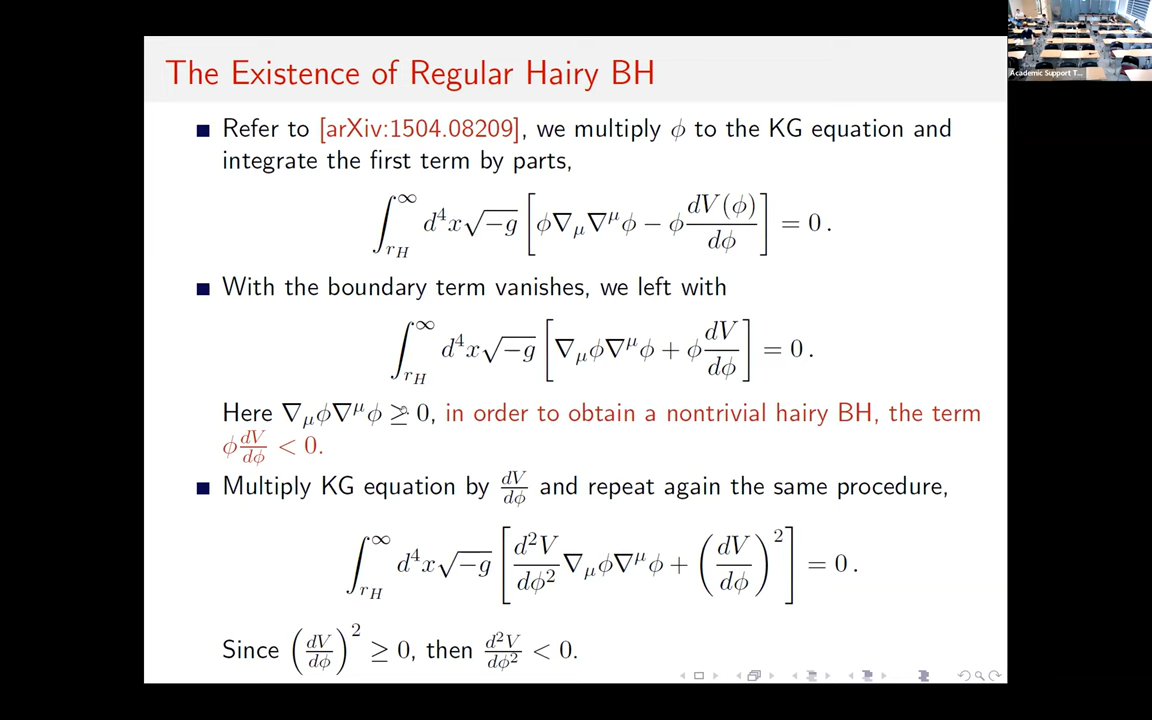 The Existence of Regular Hairy BH
Academic Support T...
■ Refer to [arXiv:1504.08209], we multiply ϕ to the KG equation and
integrate the first term by parts,
∫_{r_H}^{∞} d⁴x√−g [ϕ∇_μ∇^μϕ − ϕ dV(ϕ)/dϕ] = 0 .
■ With the boundary term vanishes, we left with
∫_{r_H}^{∞} d⁴x√−g [∇_μϕ∇^μϕ + ϕ dV/dϕ] = 0 .
Here ∇_μϕ∇^μϕ ≥ 0, in order to obtain a nontrivial hairy BH, the term
ϕ dV/dϕ < 0.
■ Multiply KG equation by dV/dϕ and repeat again the same procedure,
∫_{r_H}^{∞} d⁴x√−g [d²V/dϕ² ∇_μϕ∇^μϕ + (dV/dϕ)²] = 0 .
Since (dV/dϕ)² ≥ 0, then d²V/dϕ² < 0.